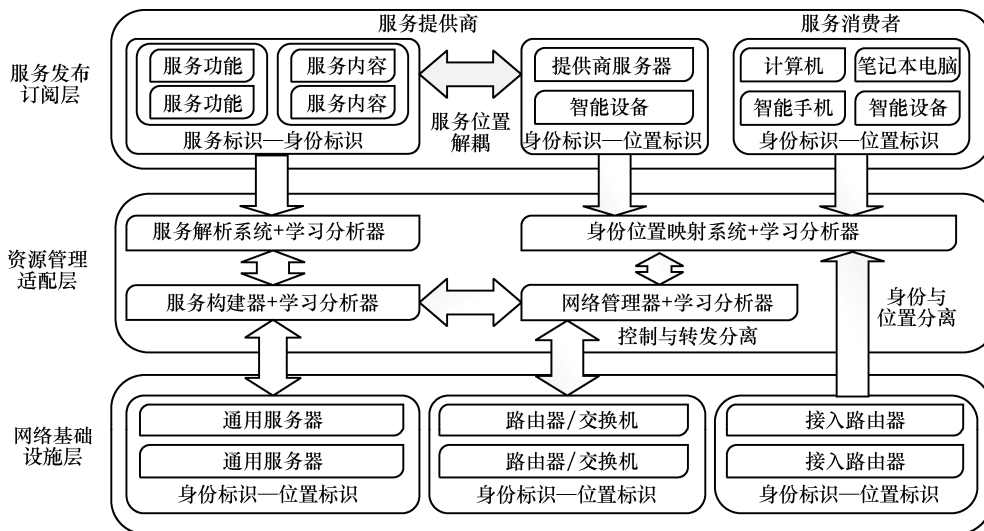 服务提供商
服务消费者
服务发布
订阅层
服务功能
服务内容
服务功能
服务内容
服务标识—身份标识
服务位置
解耦
提供商服务器
智能设备
身份标识—位置标识
计算机
笔记本电脑
智能手机
智能设备
身份标识—位置标识
资源管理
适配层
服务解析系统+学习分析器
身份位置映射系统+学习分析器
服务构建器+学习分析器
网络管理器+学习分析器
控制与转发分离
身份与
位置分离
网络基础
设施层
通用服务器
通用服务器
身份标识—位置标识
路由器/交换机
路由器/交换机
身份标识—位置标识
接入路由器
接入路由器
身份标识—位置标识